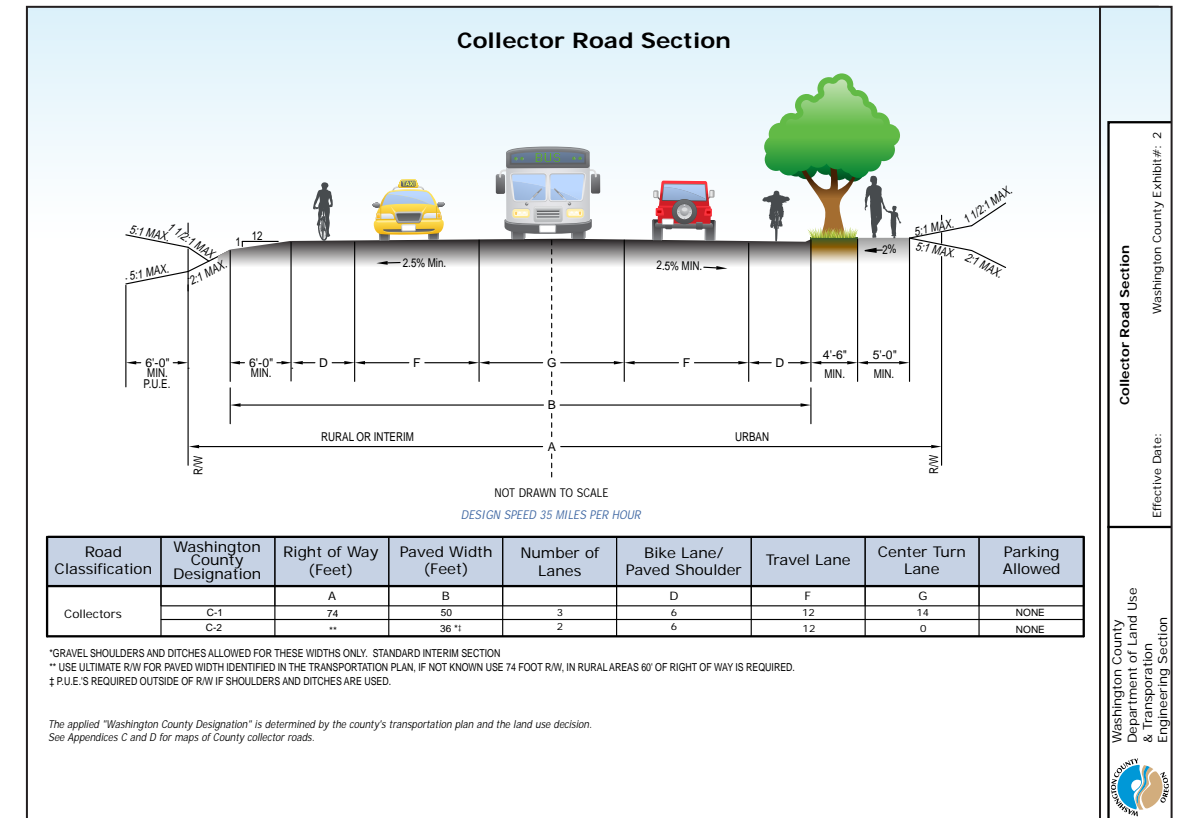 Collector Road Section
TAXI
BUS
5:1 MAX.
1 1/2:1 MAX.
5:1 MAX.
2:1 MAX.
1
12
2.5% Min.
2.5% MIN.
2%
5:1 MAX.
1 1/2:1 MAX.
5:1 MAX.
2:1 MAX.
6'-0"
MIN.
P.U.E.
6'-0"
MIN.
D
F
G
F
D
4'-6"
MIN.
5'-0"
MIN.
B
RURAL OR INTERIM
URBAN
A
R/W
R/W
NOT DRAWN TO SCALE
DESIGN SPEED 35 MILES PER HOUR
Road Classification Washington County Designation Right of Way (Feet) Paved Width (Feet) Number of Lanes Bike Lane/ Paved Shoulder Travel Lane Center Turn Lane Parking Allowed
A B D F G
Collectors
C-1 74 50 3 6 12 14 NONE
C-2 ** 36 *‡ 2 6 12 0 NONE
*GRAVEL SHOULDERS AND DITCHES ALLOWED FOR THESE WIDTHS ONLY. STANDARD INTERIM SECTION
** USE ULTIMATE R/W FOR PAVED WIDTH IDENTIFIED IN THE TRANSPORTATION PLAN, IF NOT KNOWN USE 74 FOOT R/W, IN RURAL AREAS 60' OF RIGHT OF WAY IS REQUIRED.
‡ P.U.E.'S REQUIRED OUTSIDE OF R/W IF SHOULDERS AND DITCHES ARE USED.
The applied "Washington County Designation" is determined by the county's transportation plan and the land use decision.
See Appendices C and D for maps of County collector roads.
Collector Road Section
Effective Date:
Washington County Exhibit#: 2
Washington County
Department of Land Use
& Transporation
Engineering Section
WASHINGTON COUNTY
OREGON